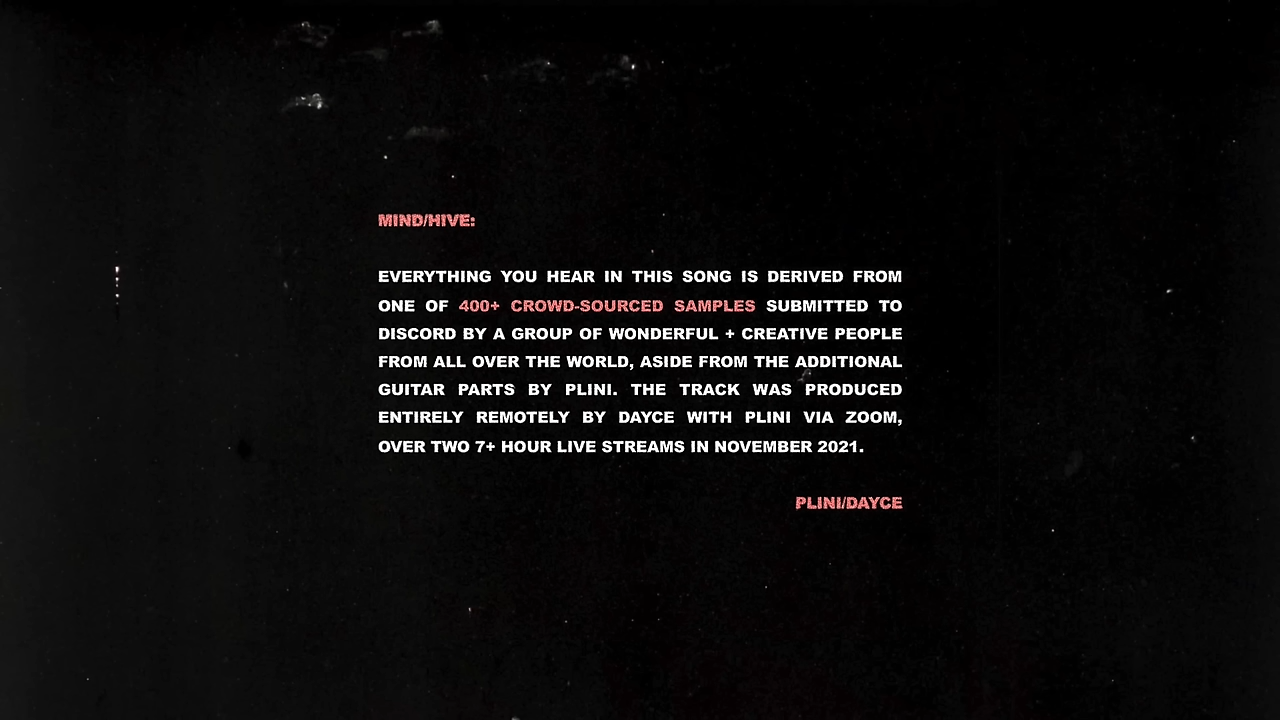 MIND/HIVE:
EVERYTHING YOU HEAR IN THIS SONG IS DERIVED FROM
ONE OF 400+ CROWD-SOURCED SAMPLES SUBMITTED TO
DISCORD BY A GROUP OF WONDERFUL + CREATIVE PEOPLE
FROM ALL OVER THE WORLD, ASIDE FROM THE ADDITIONAL
GUITAR PARTS BY PLINI. THE TRACK WAS PRODUCED
ENTIRELY REMOTELY BY DAYCE WITH PLINI VIA ZOOM,
OVER TWO 7+ HOUR LIVE STREAMS IN NOVEMBER 2021.
PLINI/DAYCE